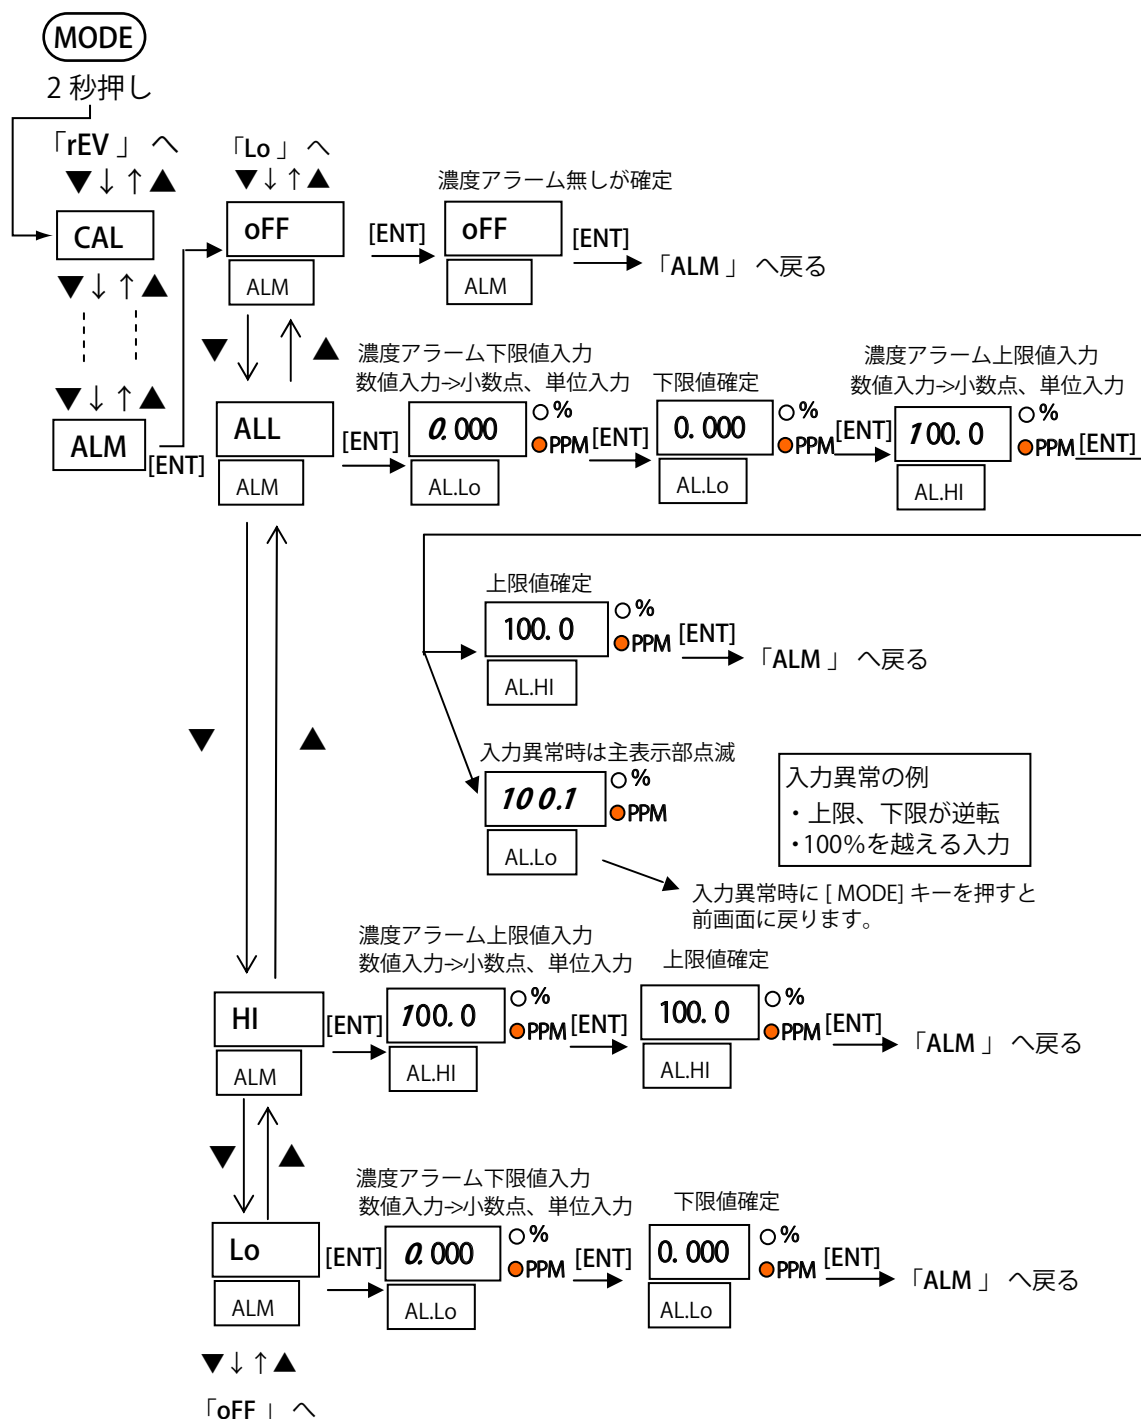 MODE
2 秒押し
「rEV 」 へ
▼↓↑▲
CAL
▼↓↑▲
▼↓↑▲
ALM
[ENT]
「Lo 」 へ
▼↓↑▲
oFF
ALM
[ENT]
濃度アラーム無しが確定
oFF
ALM
[ENT]
「ALM 」 へ戻る
▼ ▲
ALL
ALM
[ENT]
濃度アラーム下限値入力
数値入力->小数点、単位入力
0.000
○%
●PPM
AL.Lo
[ENT]
下限値確定
0.000
○%
●PPM
AL.Lo
[ENT]
濃度アラーム上限値入力
数値入力->小数点、単位入力
100.0
○%
●PPM
AL.HI
[ENT]
上限値確定
100.0
○%
●PPM
AL.HI
[ENT]
「ALM 」 へ戻る
▼ ▲
入力異常時は主表示部点滅
100.1
○%
●PPM
AL.Lo
入力異常の例
・上限、下限が逆転
・100%を越える入力
入力異常時に [ MODE] キーを押すと
前画面に戻ります。
HI
ALM
[ENT]
濃度アラーム上限値入力
数値入力->小数点、単位入力
100.0
○%
●PPM
AL.HI
[ENT]
上限値確定
100.0
○%
●PPM
AL.HI
[ENT]
「ALM 」 へ戻る
▼ ▲
Lo
ALM
[ENT]
濃度アラーム下限値入力
数値入力->小数点、単位入力
0.000
○%
●PPM
AL.Lo
[ENT]
下限値確定
0.000
○%
●PPM
AL.Lo
[ENT]
「ALM 」 へ戻る
▼↓↑▲
「oFF 」 へ